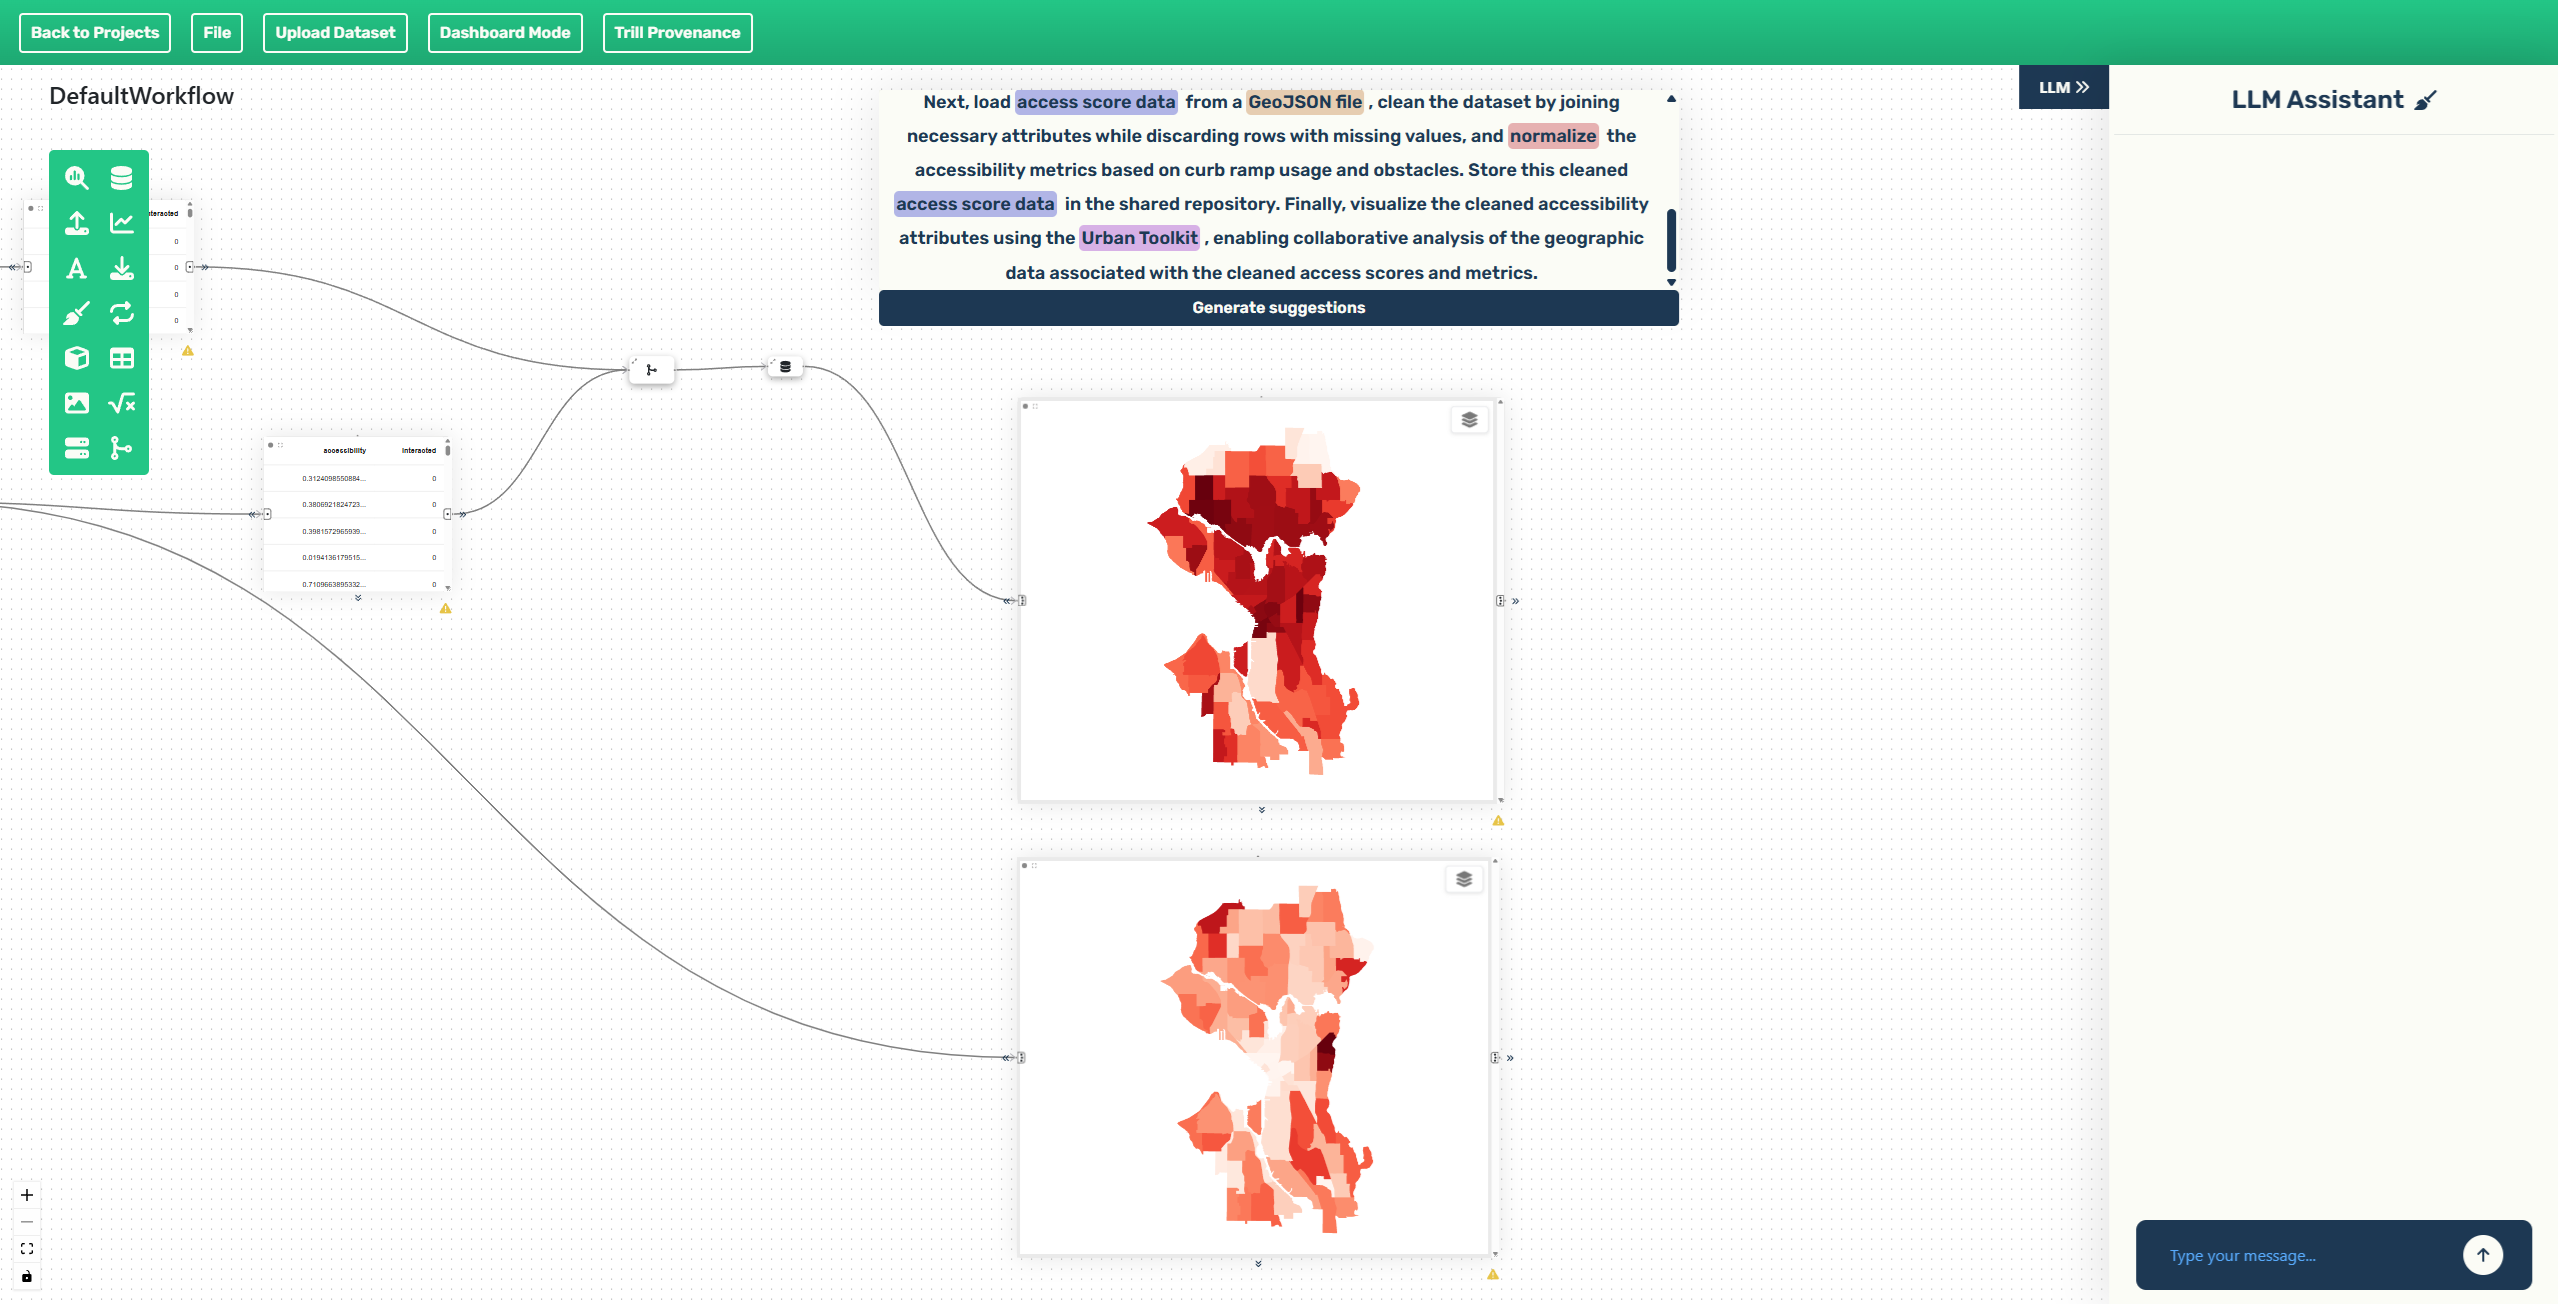 Back to Projects
File
Upload Dataset
Dashboard Mode
Trill Provenance
DefaultWorkflow
Next, load access score data from a GeoJSON file , clean the dataset by joining
necessary attributes while discarding rows with missing values, and normalize the
accessibility metrics based on curb ramp usage and obstacles. Store this cleaned
access score data in the shared repository. Finally, visualize the cleaned accessibility
attributes using the Urban Toolkit , enabling collaborative analysis of the geographic
data associated with the cleaned access scores and metrics.
Generate suggestions
LLM
LLM Assistant
0
0
0
0
accessibility interacted
0.3124098550884... 0
0.3806921824723... 0
0.3981572965939... 0
0.0194136179515... 0
0.7109663895332... 0
Type your message...